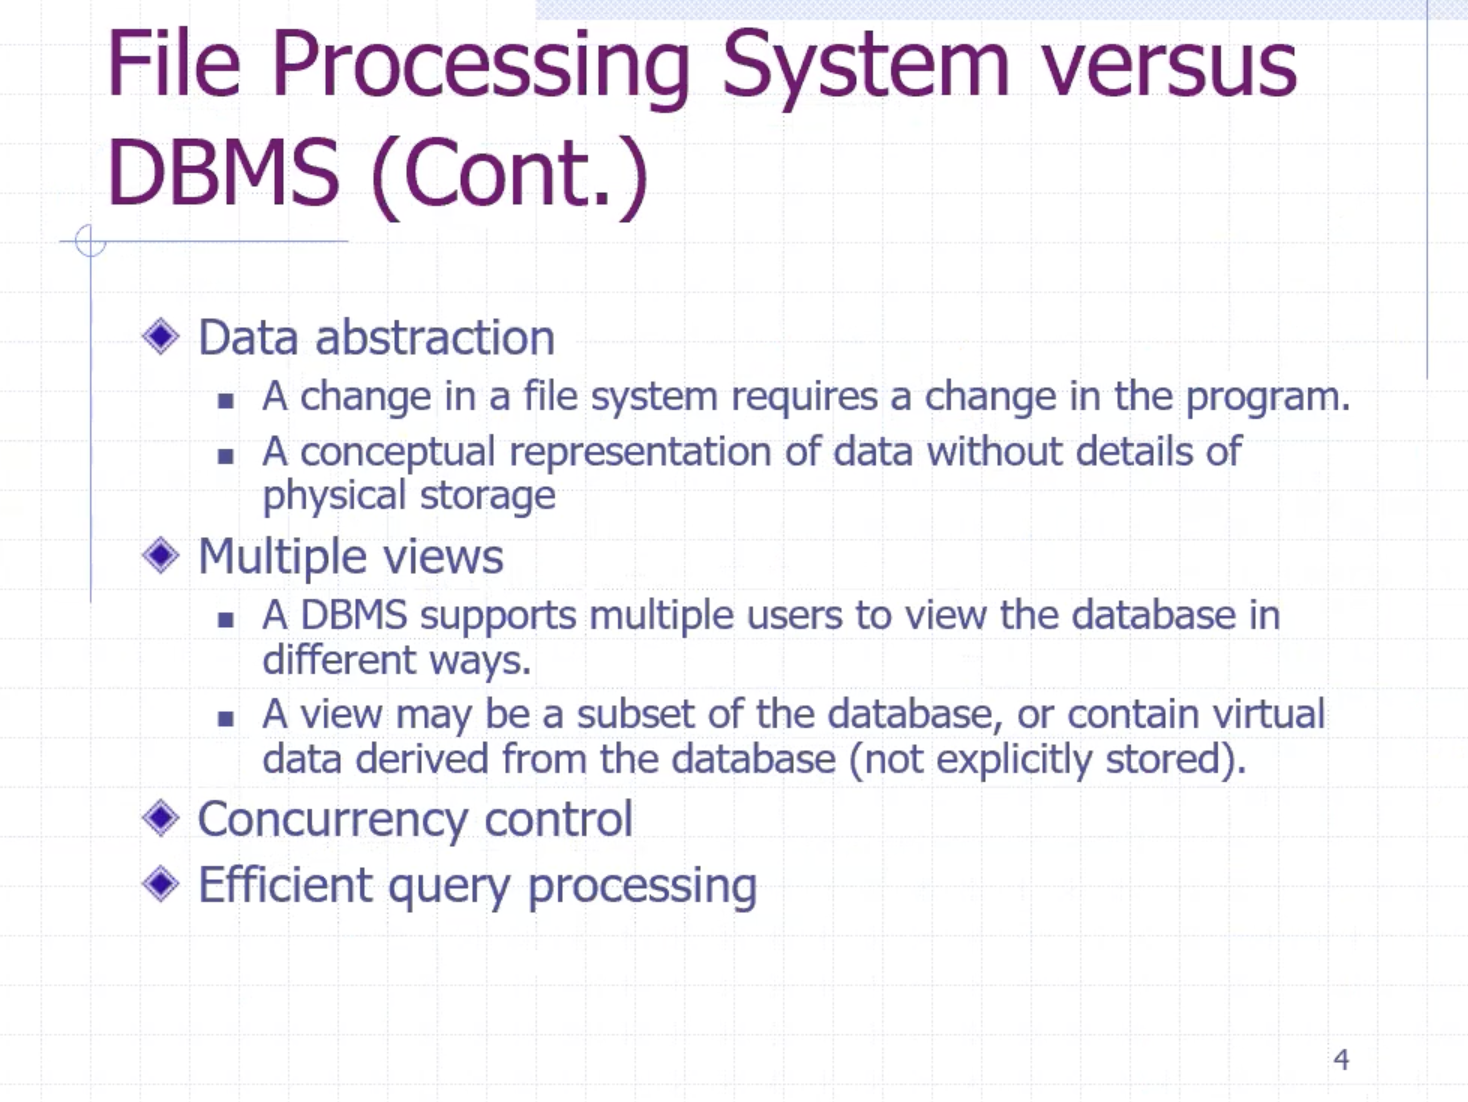 File Processing System versus
DBMS (Cont.)
Data abstraction
A change in a file system requires a change in the program.
A conceptual representation of data without details of
physical storage
Multiple views
A DBMS supports multiple users to view the database in
different ways.
A view may be a subset of the database, or contain virtual
data derived from the database (not explicitly stored).
Concurrency control
Efficient query processing
4